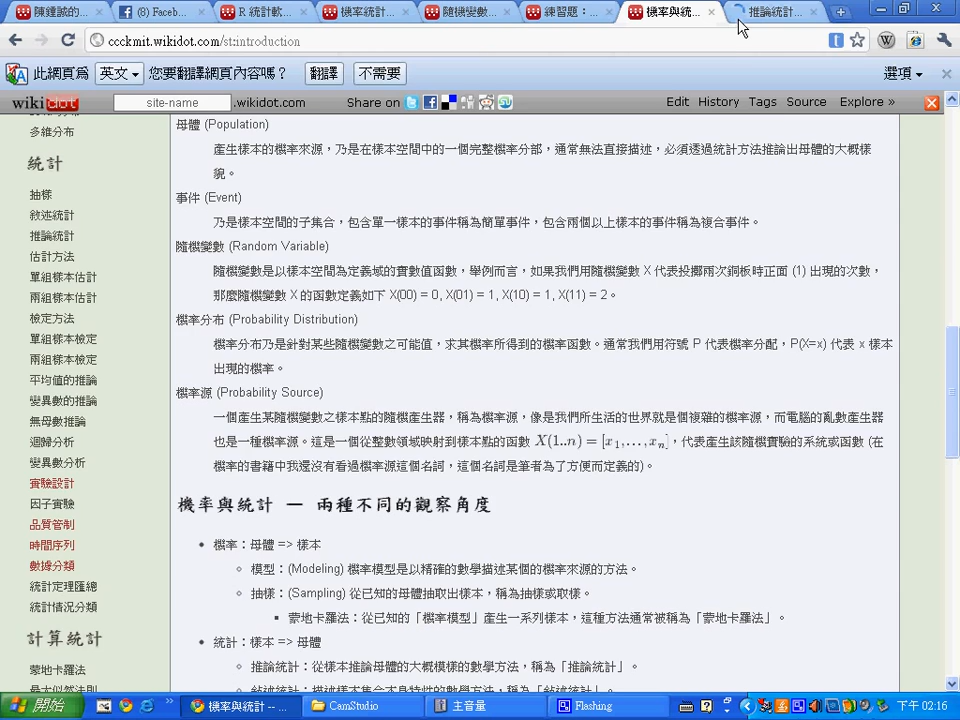 陳鍾誠的...
(8) Faceb...
R 統計軟...
機率統計...
隨機變數...
練習題：...
機率與統...
推論統計...
ccckmit.wikidot.com/st:introduction
此網頁為 英文 您要翻譯網頁內容嗎？ 翻譯 不需要 選項
wikidot site-name .wikidot.com Share on Edit History Tags Source Explore »
多維分布
統計
抽樣
敘述統計
推論統計
估計方法
單組樣本估計
兩組樣本估計
檢定方法
單組樣本檢定
兩組樣本檢定
平均值的推論
變異數的推論
無母數推論
迴歸分析
變異數分析
實驗設計
因子實驗
品質管制
時間序列
數據分類
統計定理匯總
統計情況分類
計算統計
蒙地卡羅法
最大似然法則
母體 (Population)
產生樣本的機率來源，乃是在樣本空間中的一個完整機率分部，通常無法直接描述，必須透過統計方法推論出母體的大概樣
貌。
事件 (Event)
乃是樣本空間的子集合，包含單一樣本的事件稱為簡單事件，包含兩個以上樣本的事件稱為複合事件。
隨機變數 (Random Variable)
隨機變數是以樣本空間為定義域的實數值函數，舉例而言，如果我們用隨機變數 X 代表投擲兩次銅板時正面 (1) 出現的次數，
那麼隨機變數 X 的函數定義如下 X(00) = 0, X(01) = 1, X(10) = 1, X(11) = 2。
機率分布 (Probability Distribution)
機率分布乃是針對某些隨機變數之可能值，求其機率所得到的機率函數。通常我們用符號 P 代表機率分配，P(X=x) 代表 x 樣本
出現的機率。
機率源 (Probability Source)
一個產生某隨機變數之樣本點的隨機產生器，稱為機率源，像是我們所生活的世界就是個複雜的機率源，而電腦的亂數產生器
也是一種機率源。這是一個從整數領域映射到樣本點的函數 X(1..n) = [x₁,...,xₙ]，代表產生該隨機實驗的系統或函數 (在
機率的書籍中我還沒有看過機率源這個名詞，這個名詞是筆者為了方便而定義的)。
機率與統計 — 兩種不同的觀察角度
機率：母體 => 樣本
模型：(Modeling) 機率模型是以精確的數學描述某個的機率來源的方法。
抽樣：(Sampling) 從已知的母體抽取出樣本，稱為抽樣或取樣。
蒙地卡羅法：從已知的「機率模型」產生一系列樣本，這種方法通常被稱為「蒙地卡羅法」。
統計：樣本 => 母體
推論統計：從樣本推論母體的大概模樣的數學方法，稱為「推論統計」。
敘述統計：描述樣本集合本身特性的數學方法，稱為「敘述統計」。
開始 機率與統計 -- ... CamStudio 主音量 Flashing 下午 02:16